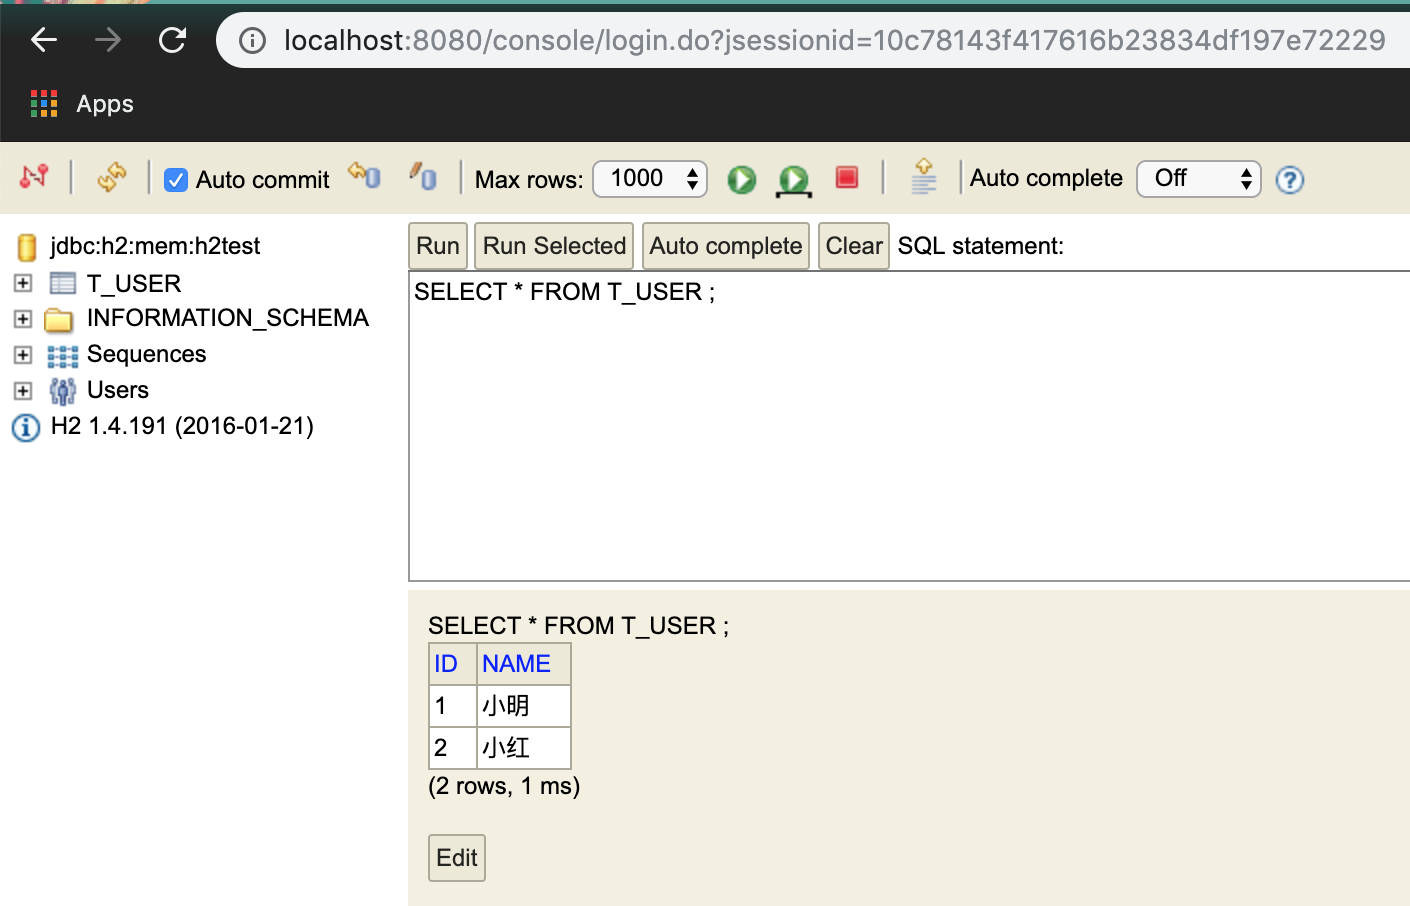 localhost:8080/console/login.do?jsessionid=10c78143f417616b23834df197e72229
Apps
Auto commit Max rows: 1000 Auto complete Off
jdbc:h2:mem:h2test
T_USER
INFORMATION_SCHEMA
Sequences
Users
H2 1.4.191 (2016-01-21)
Run Run Selected Auto complete Clear SQL statement:
SELECT * FROM T_USER ;
SELECT * FROM T_USER ;
ID NAME
1 小明
2 小红
(2 rows, 1 ms)
Edit